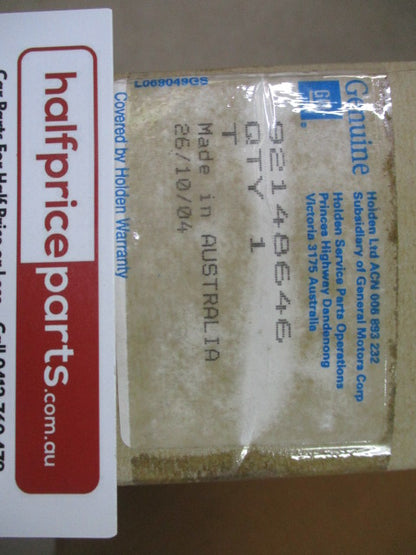 halfpriceparts.com.au
Genuine
GM
Holden Ltd ACN 006 893 232
Subsidiary of General Motors Corp
Holden Service Parts Operations
Princes Highway Dandenong
Victoria 3175 Australia
92148646
QTY 1
T
Made in AUSTRALIA
26/10/04
Covered by Holden Warranty
L069049GS